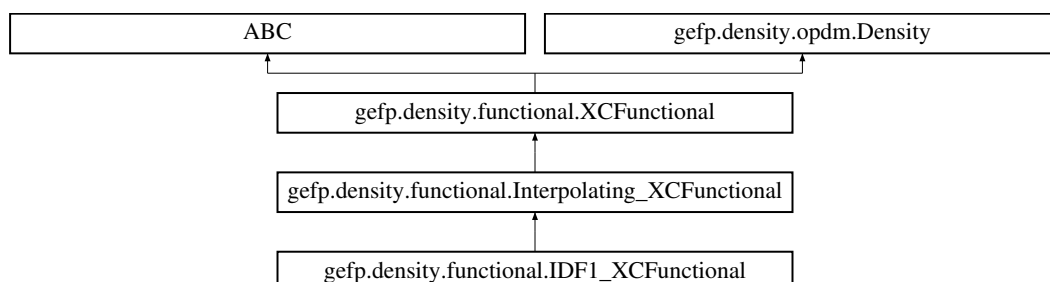 ABC
gefp.density.opdm.Density
gefp.density.functional.XCFunctional
gefp.density.functional.Interpolating_XCFunctional
gefp.density.functional.IDF1_XCFunctional